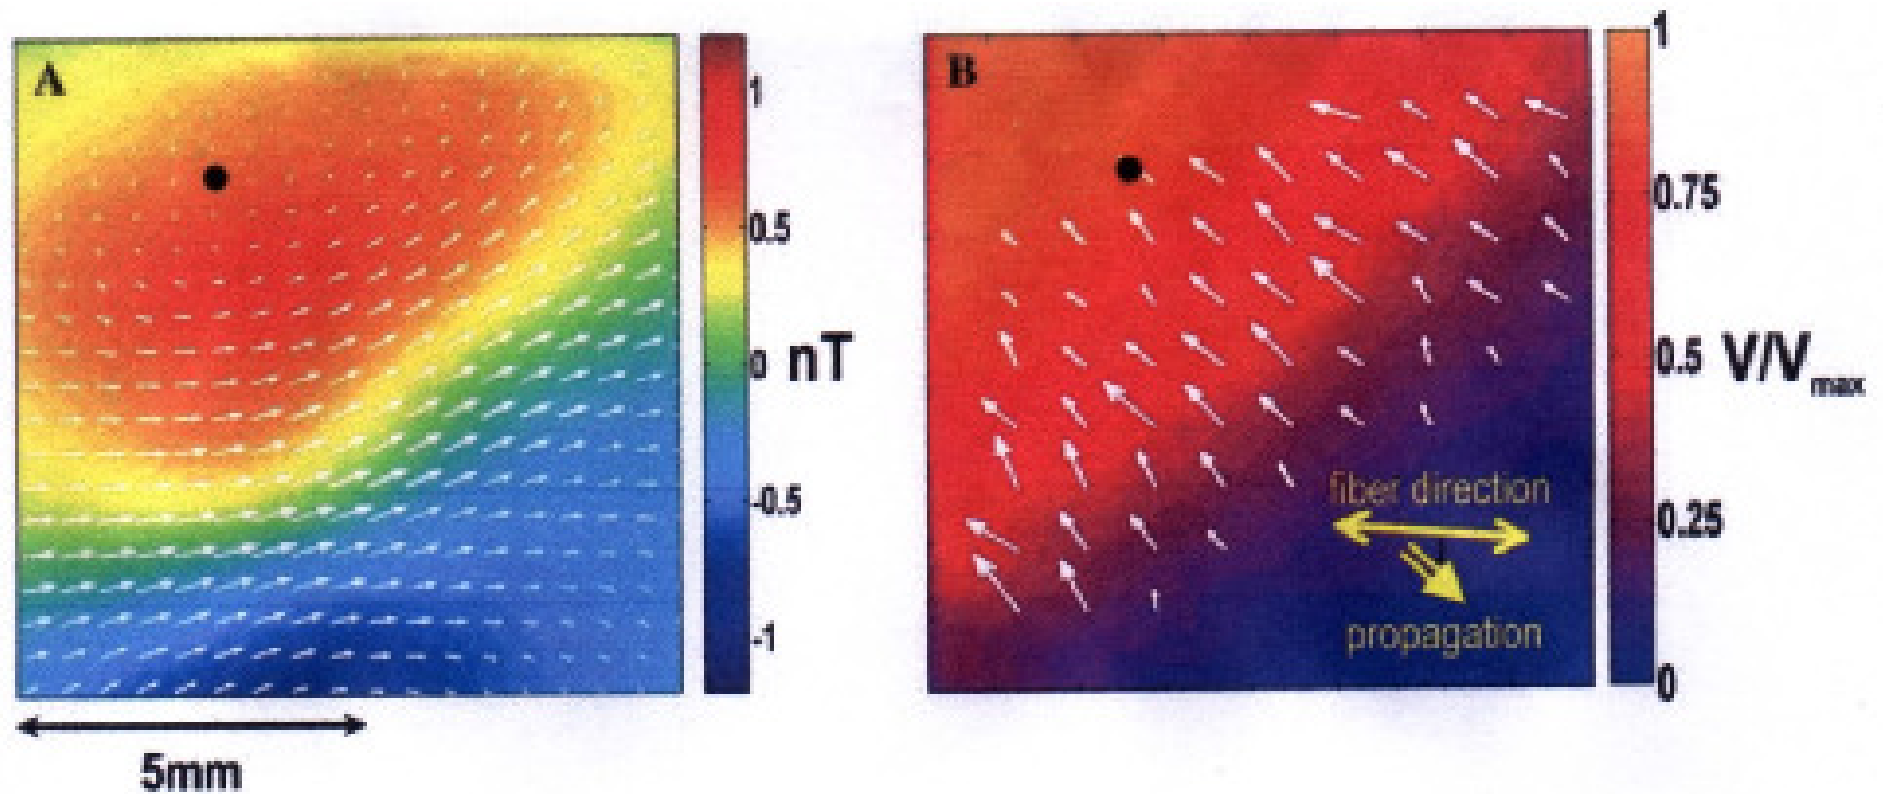 A
1
0.5
0
nT
-0.5
-1
5mm
B
1
0.75
0.5
V/Vmax
0.25
0
fiber direction
propagation